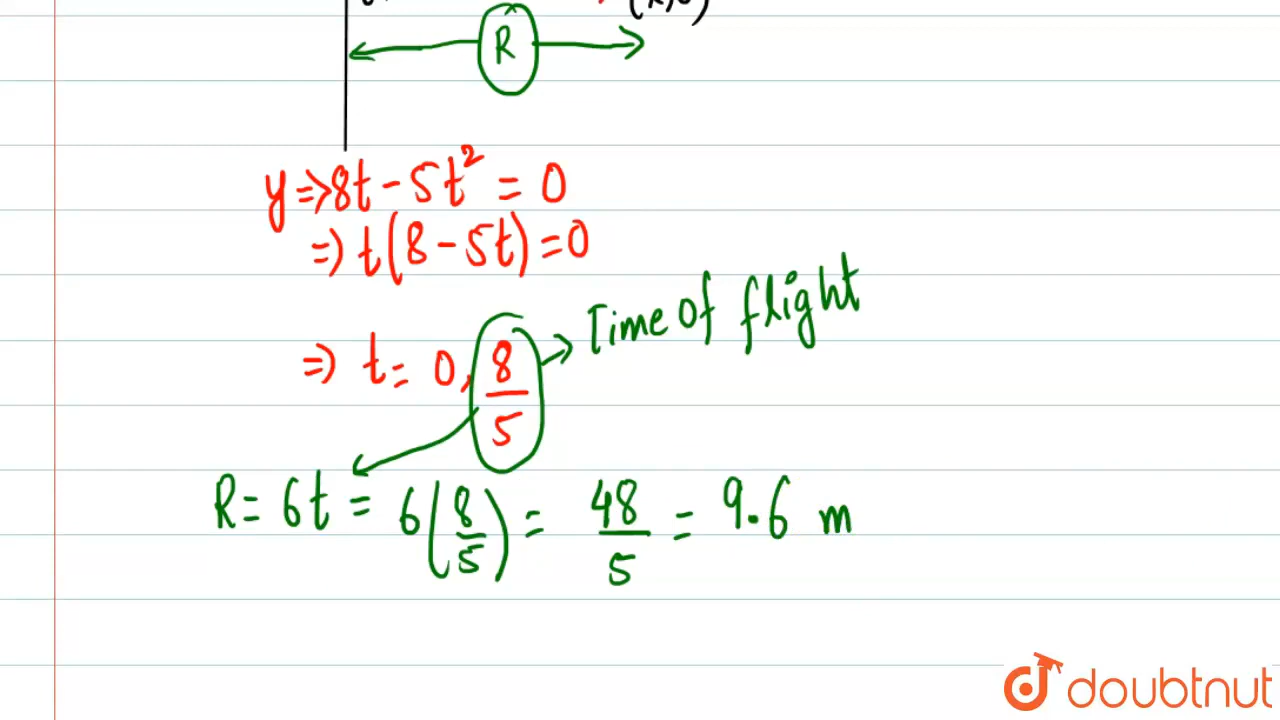 R
y => 8t - 5t² = 0
=> t(8 - 5t) = 0
=> t = 0, 8/5 → Time of flight
R = 6t = 6(8/5) = 48/5 = 9.6 m
doubtnut